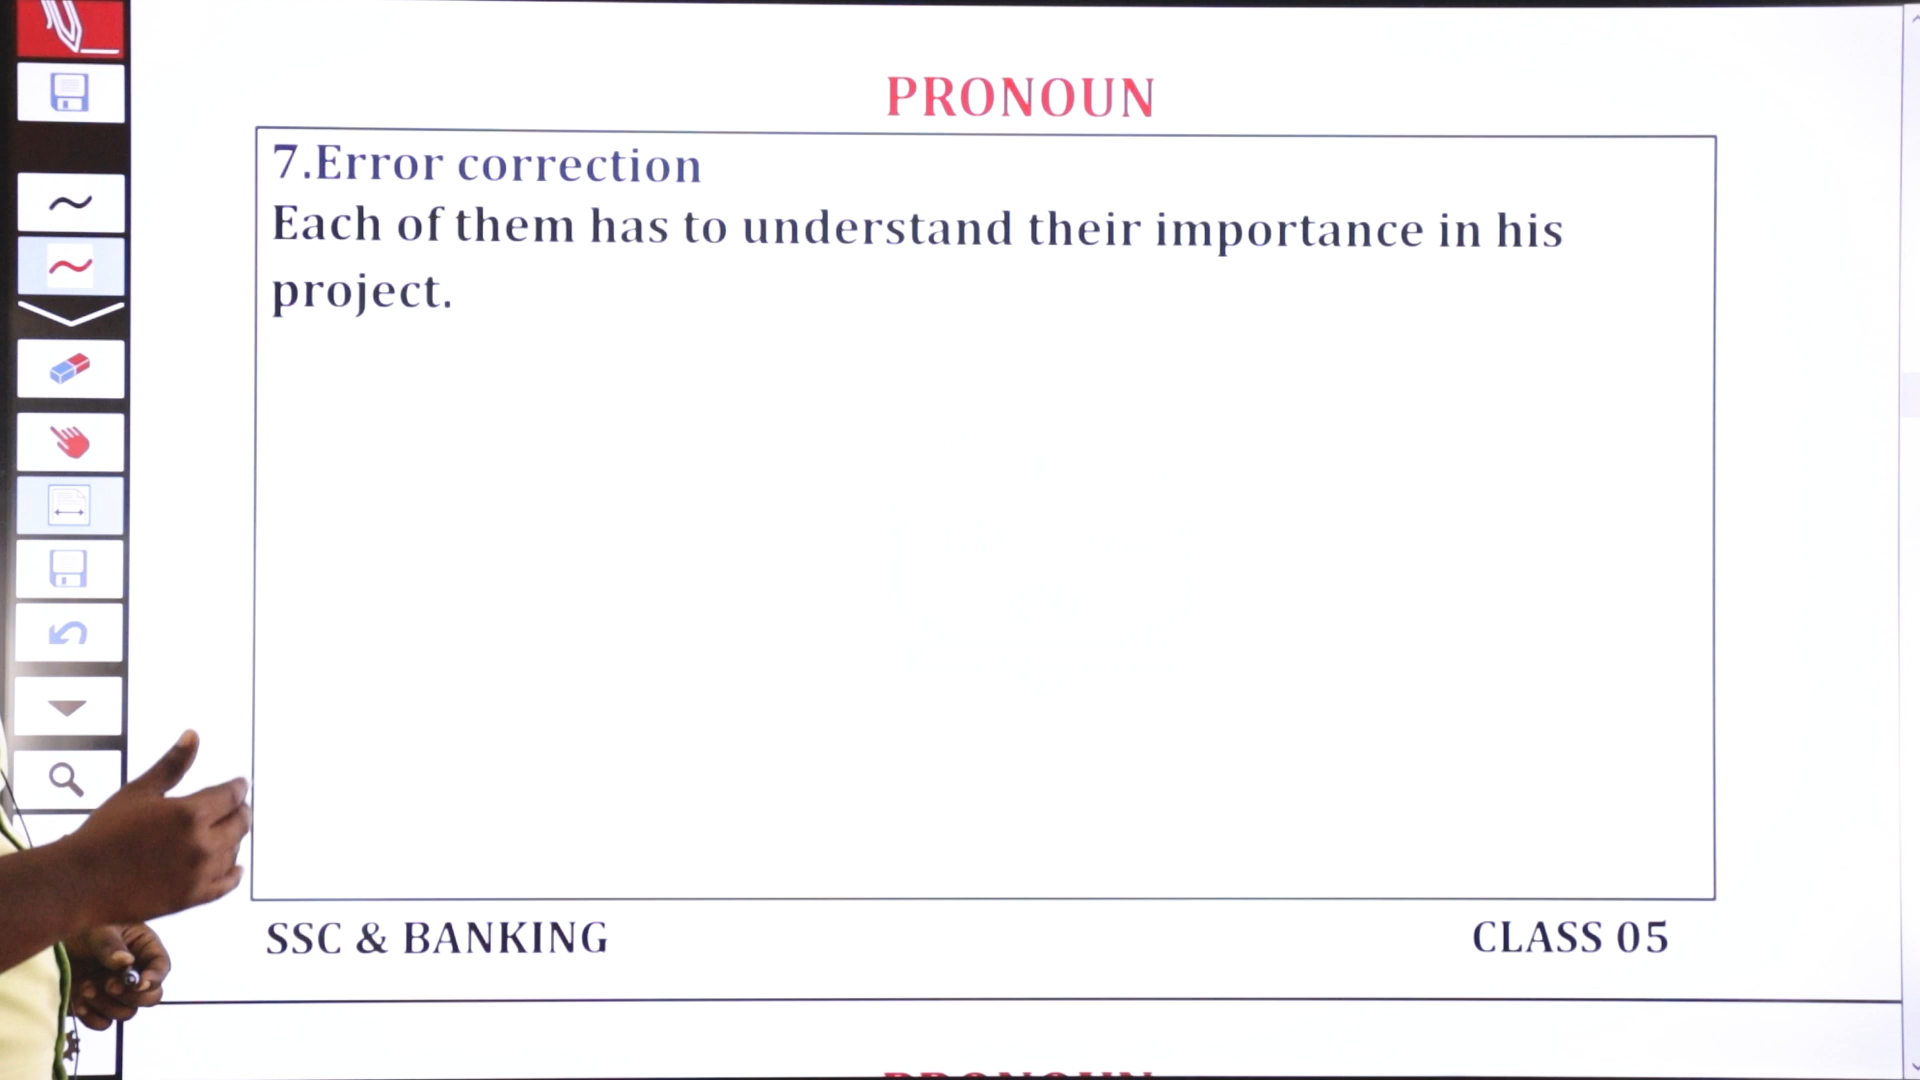 PRONOUN
7.Error correction
Each of them has to understand their importance in his
project.
SSC & BANKING
CLASS 05
PRONOUN